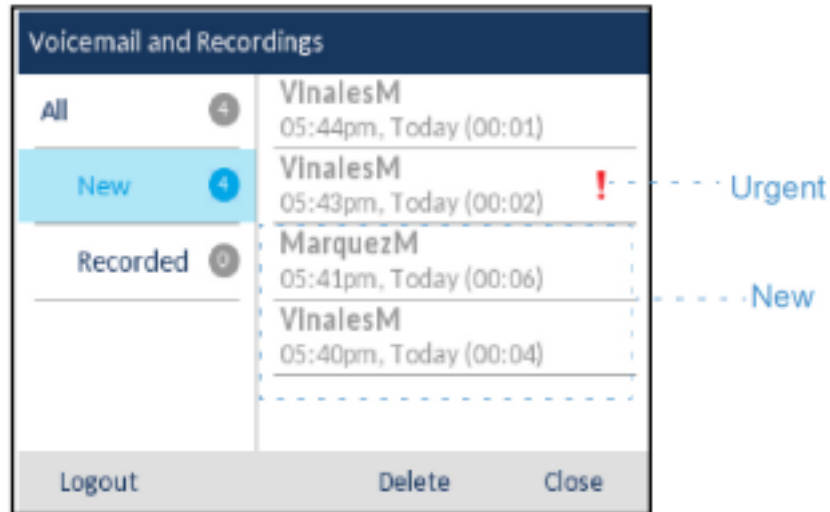 Voicemail and Recordings
All 4
New 4
Recorded 0
VInalesM
05:44pm, Today (00:01)
VInalesM
05:43pm, Today (00:02) !
MarquezM
05:41pm, Today (00:06)
VInalesM
05:40pm, Today (00:04)
Urgent
New
Logout Delete Close